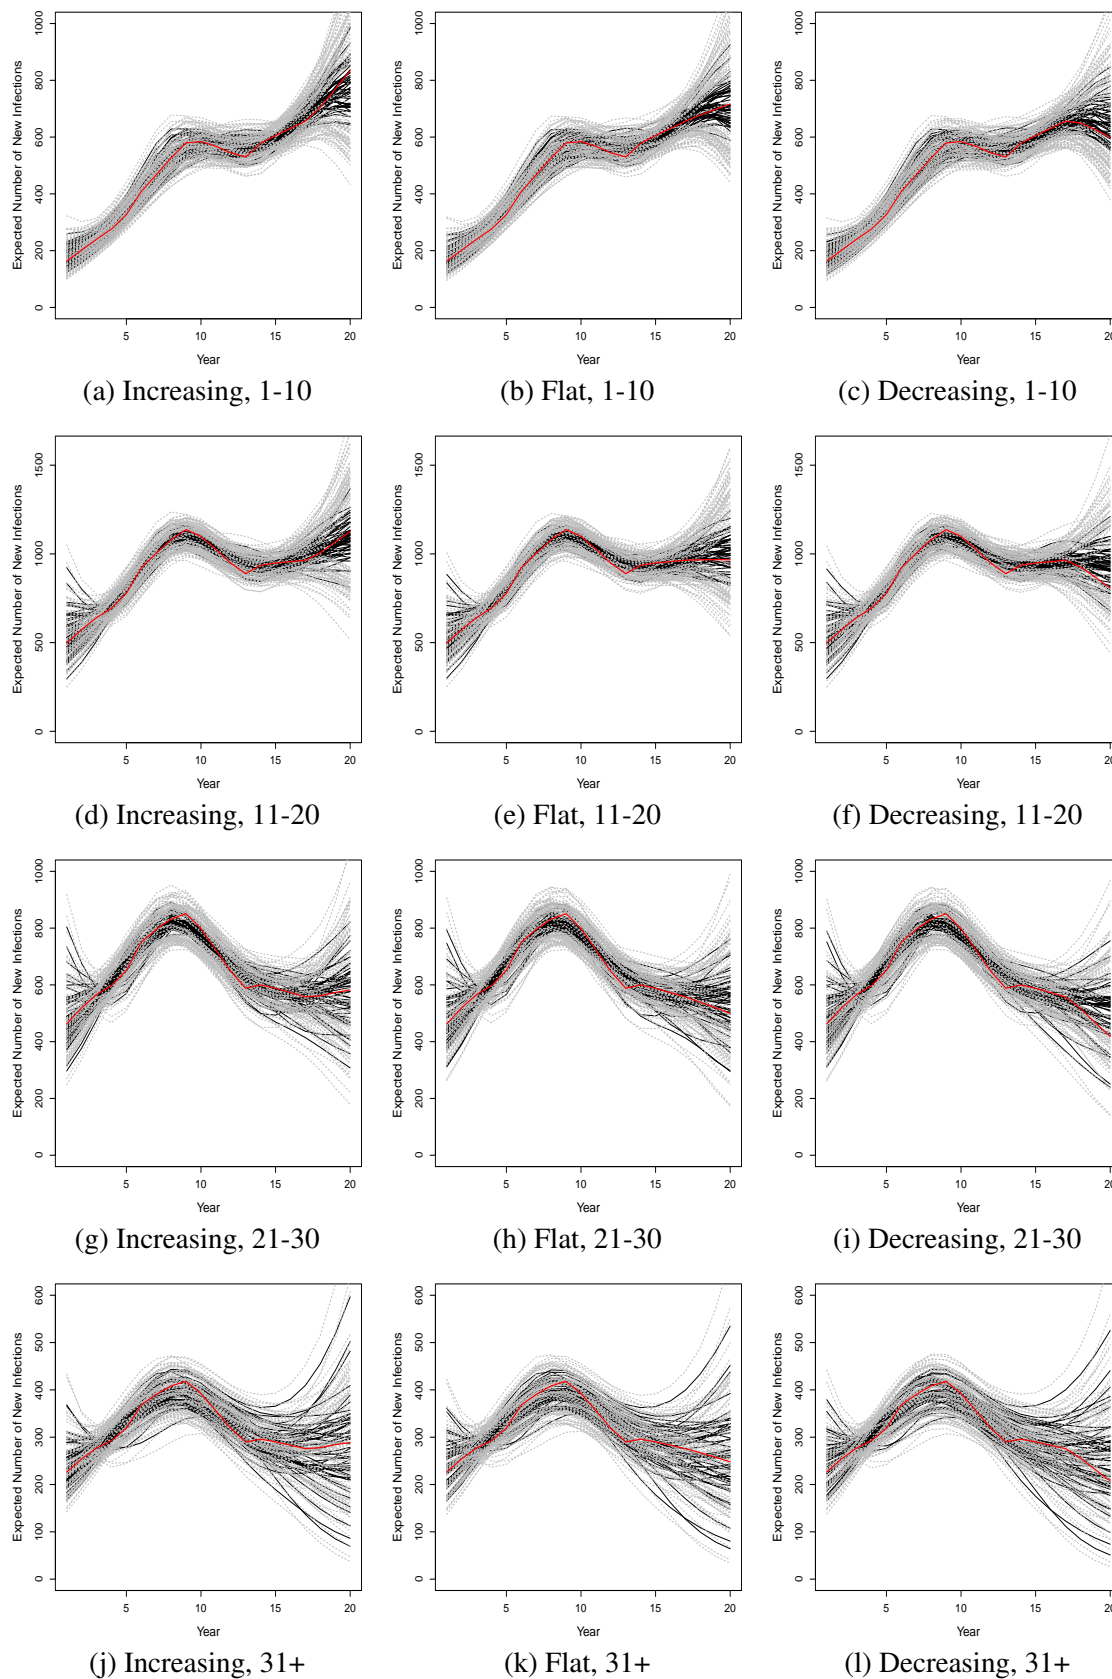 Expected Number of New Infections
0 200 400 600 800 1000
5 10 15 20
Year
(a) Increasing, 1-10
Expected Number of New Infections
0 200 400 600 800 1000
5 10 15 20
Year
(b) Flat, 1-10
Expected Number of New Infections
0 200 400 600 800 1000
5 10 15 20
Year
(c) Decreasing, 1-10
Expected Number of New Infections
0 500 1000 1500
5 10 15 20
Year
(d) Increasing, 11-20
Expected Number of New Infections
0 500 1000 1500
5 10 15 20
Year
(e) Flat, 11-20
Expected Number of New Infections
0 500 1000 1500
5 10 15 20
Year
(f) Decreasing, 11-20
Expected Number of New Infections
0 200 400 600 800 1000
5 10 15 20
Year
(g) Increasing, 21-30
Expected Number of New Infections
0 200 400 600 800 1000
5 10 15 20
Year
(h) Flat, 21-30
Expected Number of New Infections
0 200 400 600 800 1000
5 10 15 20
Year
(i) Decreasing, 21-30
Expected Number of New Infections
0 100 200 300 400 500 600
5 10 15 20
Year
(j) Increasing, 31+
Expected Number of New Infections
0 100 200 300 400 500 600
5 10 15 20
Year
(k) Flat, 31+
Expected Number of New Infections
0 100 200 300 400 500 600
5 10 15 20
Year
(l) Decreasing, 31+